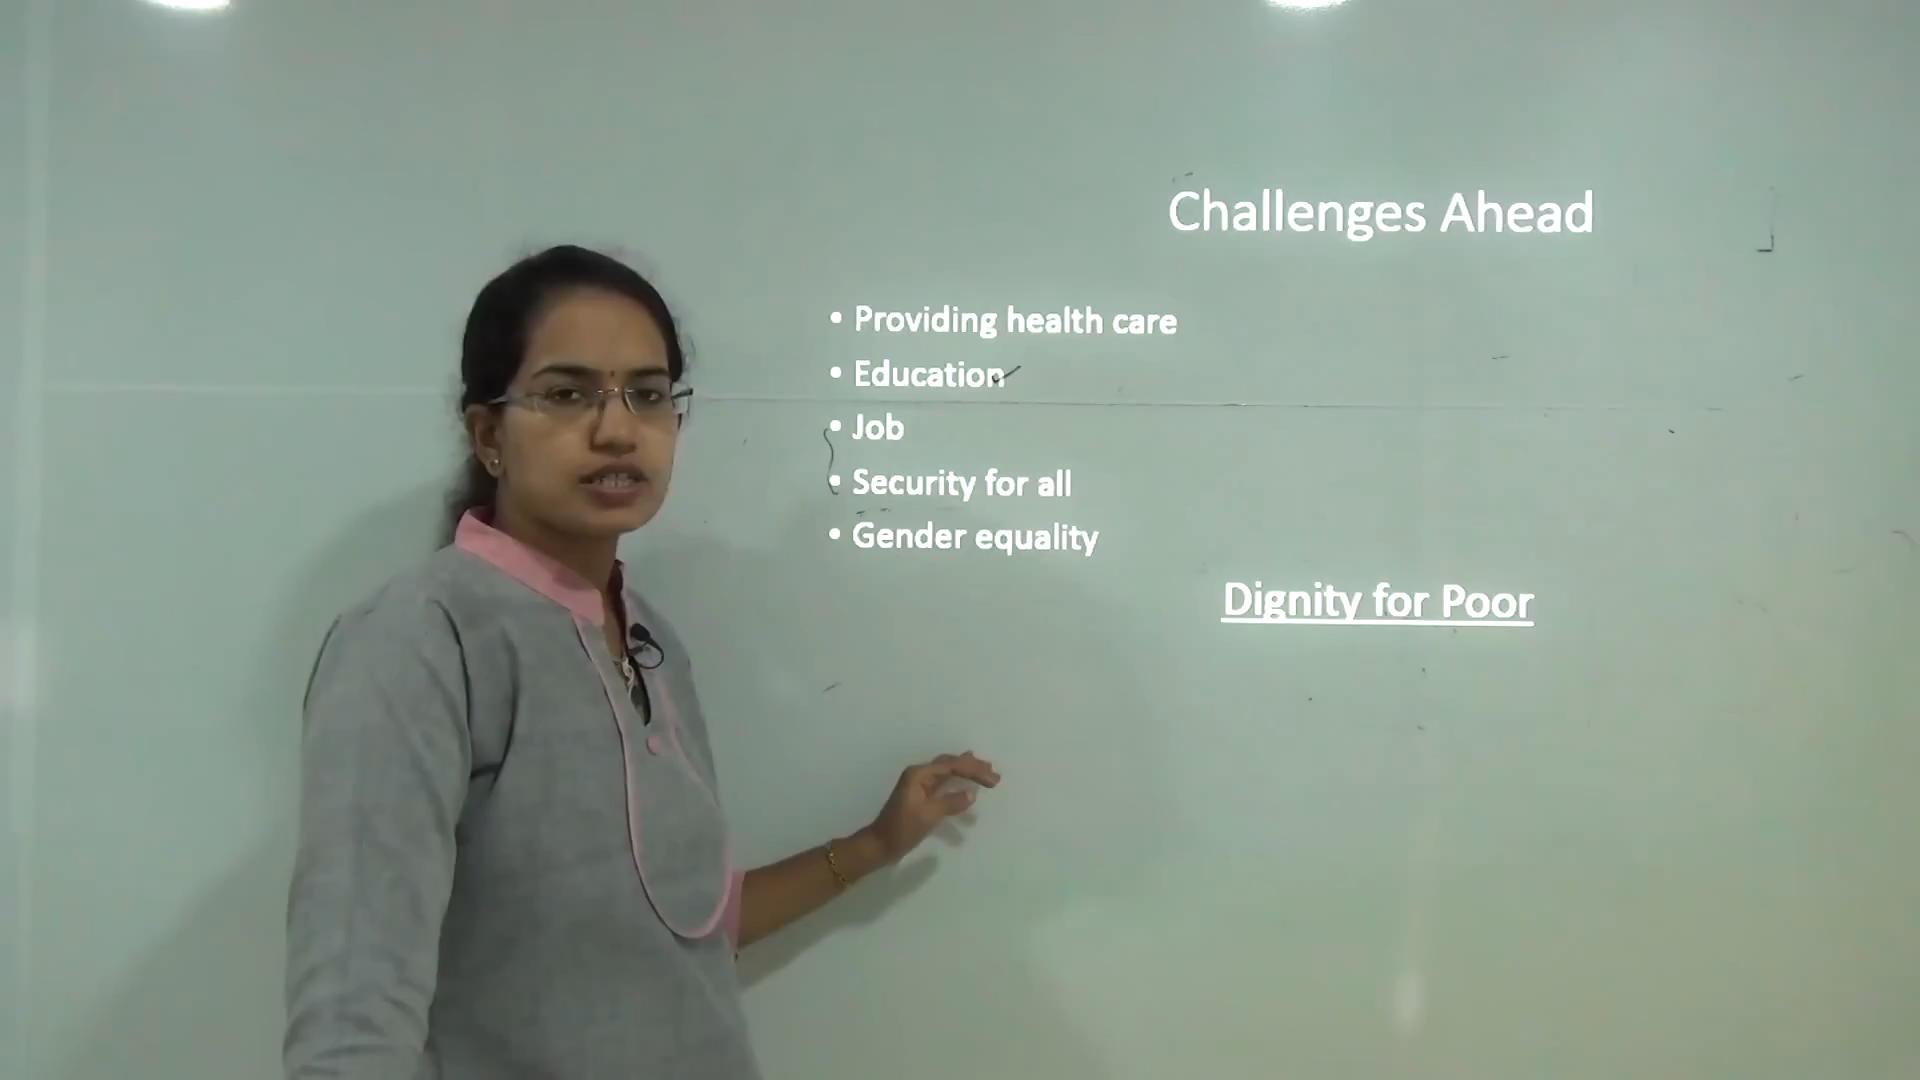 Challenges Ahead
• Providing health care
• Education
• Job
• Security for all
• Gender equality
Dignity for Poor